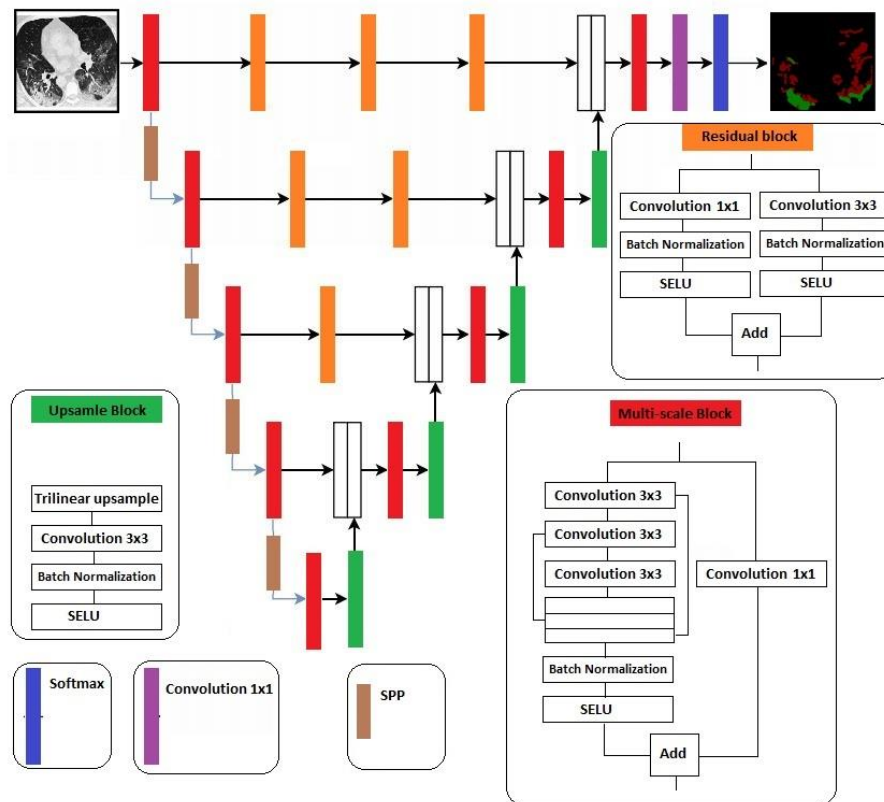 Residual block
Convolution 1x1
Convolution 3x3
Batch Normalization
Batch Normalization
SELU
SELU
Add
Upsamle Block
Trilinear upsample
Convolution 3x3
Batch Normalization
SELU
Multi-scale Block
Convolution 3x3
Convolution 3x3
Convolution 3x3
Convolution 1x1
Batch Normalization
SELU
Add
Softmax
Convolution 1x1
SPP